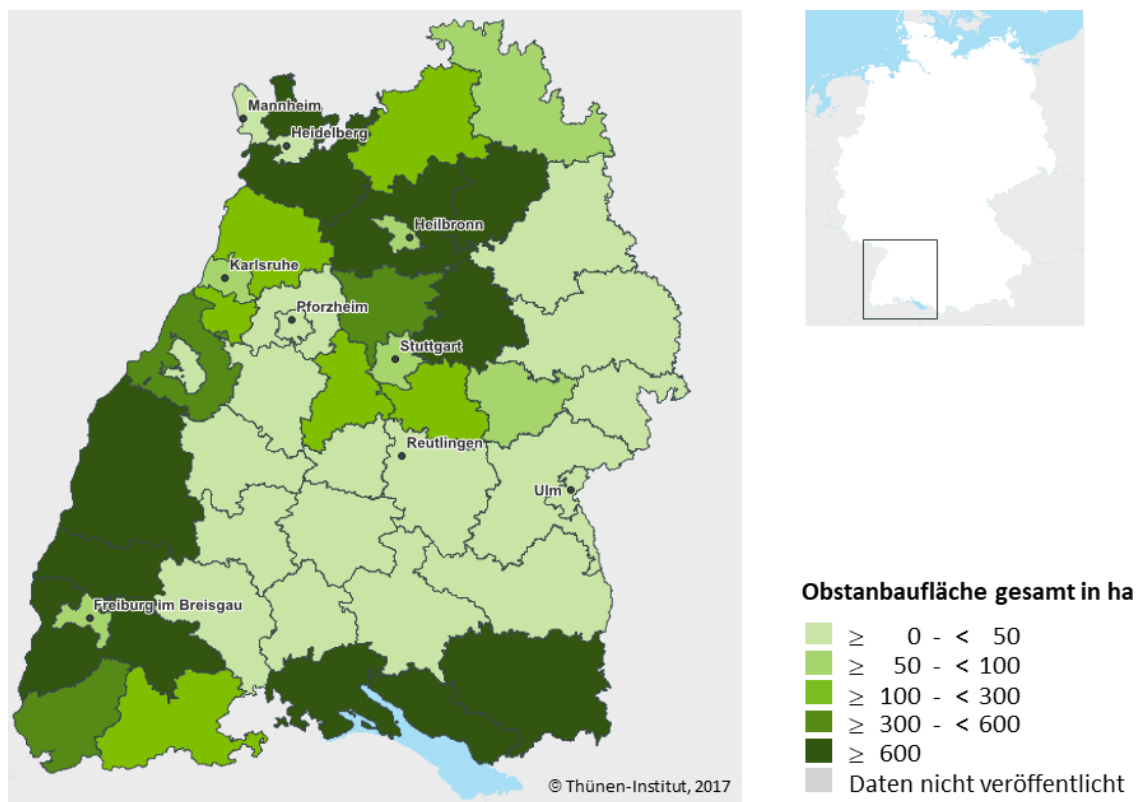 Mannheim
Heidelberg
Heilbronn
Karlsruhe
Pforzheim
Stuttgart
Reutlingen
Ulm
Freiburg im Breisgau
© Thünen-Institut, 2017
Obstanbaufläche gesamt in ha
≥ 0 - < 50
≥ 50 - < 100
≥ 100 - < 300
≥ 300 - < 600
≥ 600
Daten nicht veröffentlicht